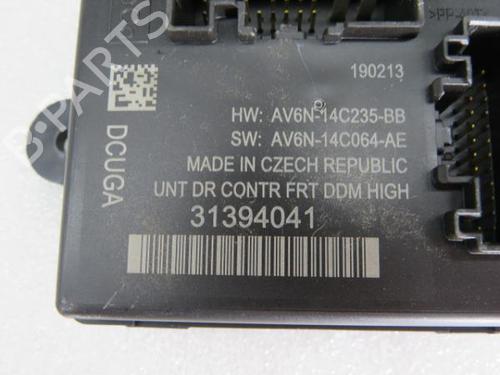 190213
HW: AV6N-14C235-BB
SW: AV6N-14C064-AE
MADE IN CZECH REPUBLIC
UNT DR CONTR FRT DDM HIGH
31394041
DCUGA
B-PARTS